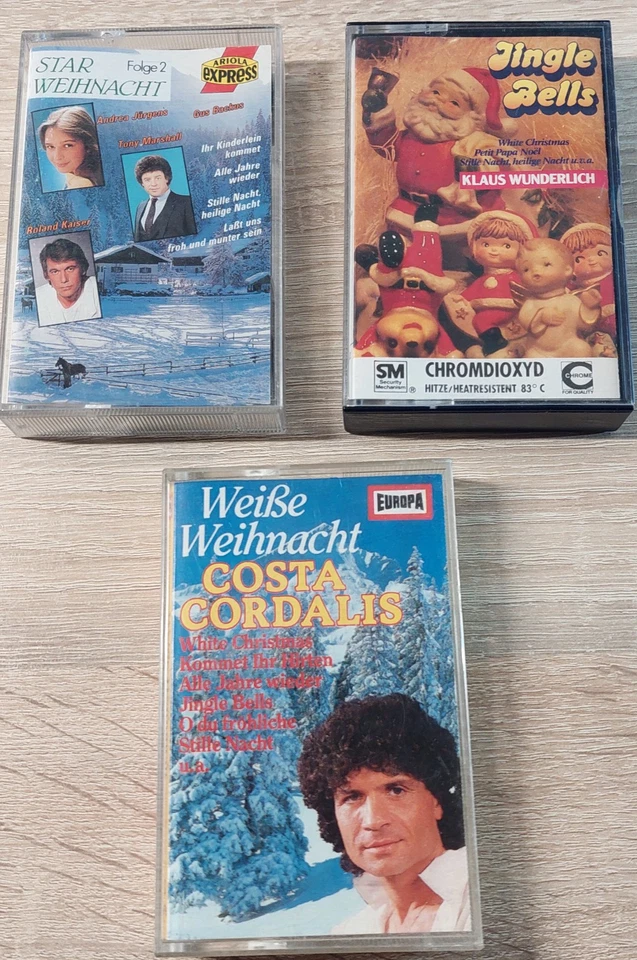 STAR
WEIHNACHT
Folge 2
ARIOLA
express
Andrea Jürgens
Gus Backus
Tony Marshall
Roland Kaiser
Ihr Kinderlein
kommet
Alle Jahre
wieder
Stille Nacht,
heilige Nacht
Laßt uns
froh und munter sein
Jingle
Bells
White Christmas
Petit Papa Noël
Stille Nacht, heilige Nacht u.v.a.
KLAUS WUNDERLICH
SM
Security
Mechanism
®
CHROMDIOXYD
HITZE/HEATRESISTENT 83° C
CHROME
FOR QUALITY
Weiße
Weihnacht
EUROPA
COSTA
CORDALIS
White Christmas
Kommet Ihr Hirten
Alle Jahre wieder
Jingle Bells
O du fröhliche
Stille Nacht
u.a.